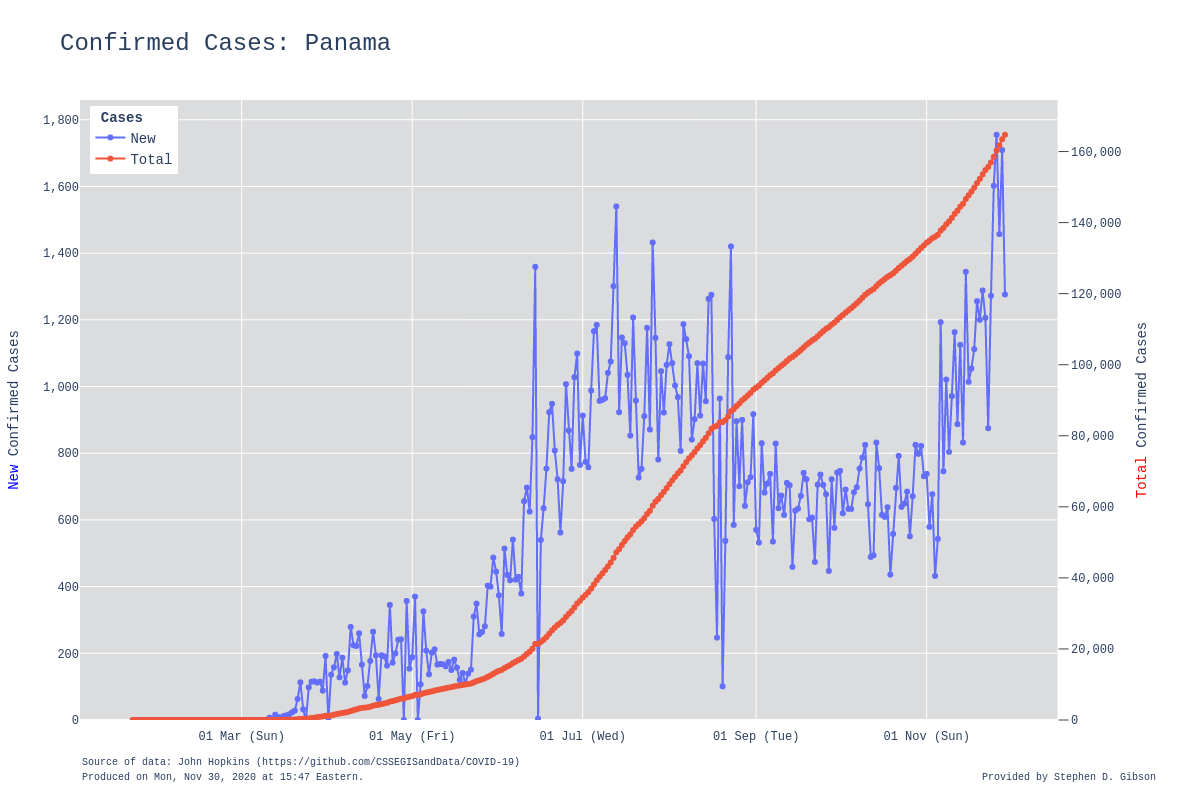 Confirmed Cases: Panama
Cases
New
Total
1,800
1,600
1,400
1,200
1,000
800
600
400
200
0
New Confirmed Cases
160,000
140,000
120,000
100,000
80,000
60,000
40,000
20,000
0
Total Confirmed Cases
01 Mar (Sun) 01 May (Fri) 01 Jul (Wed) 01 Sep (Tue) 01 Nov (Sun)
Source of data: John Hopkins (https://github.com/CSSEGISandData/COVID-19)
Produced on Mon, Nov 30, 2020 at 15:47 Eastern.
Provided by Stephen D. Gibson